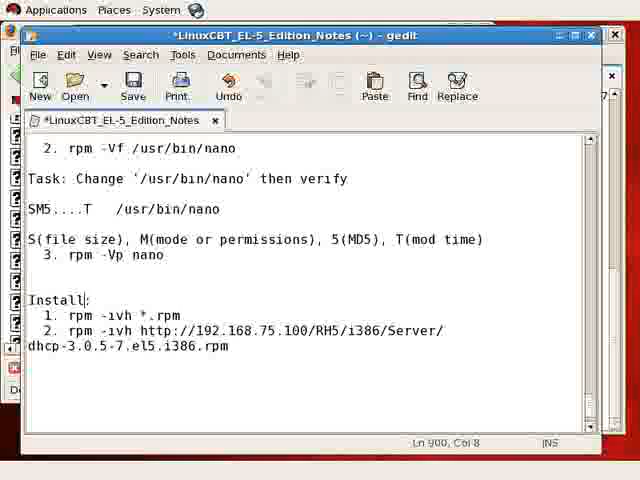 Applications Places System
*LinuxCBT_EL-5_Edition_Notes (~) - gedit
File Edit View Search Tools Documents Help
New Open Save Print. Undo Paste Find Replace
*LinuxCBT_EL-5_Edition_Notes
2. rpm -Vf /usr/bin/nano
Task: Change '/usr/bin/nano' then verify
SM5....T /usr/bin/nano
S(file size), M(mode or permissions), 5(MD5), T(mod time)
3. rpm -Vp nano
Install:
1. rpm -ivh *.rpm
2. rpm -ivh http://192.168.75.100/RH5/i386/Server/
dhcp-3.0.5-7.el5.i386.rpm
Ln 900, Col 8 INS